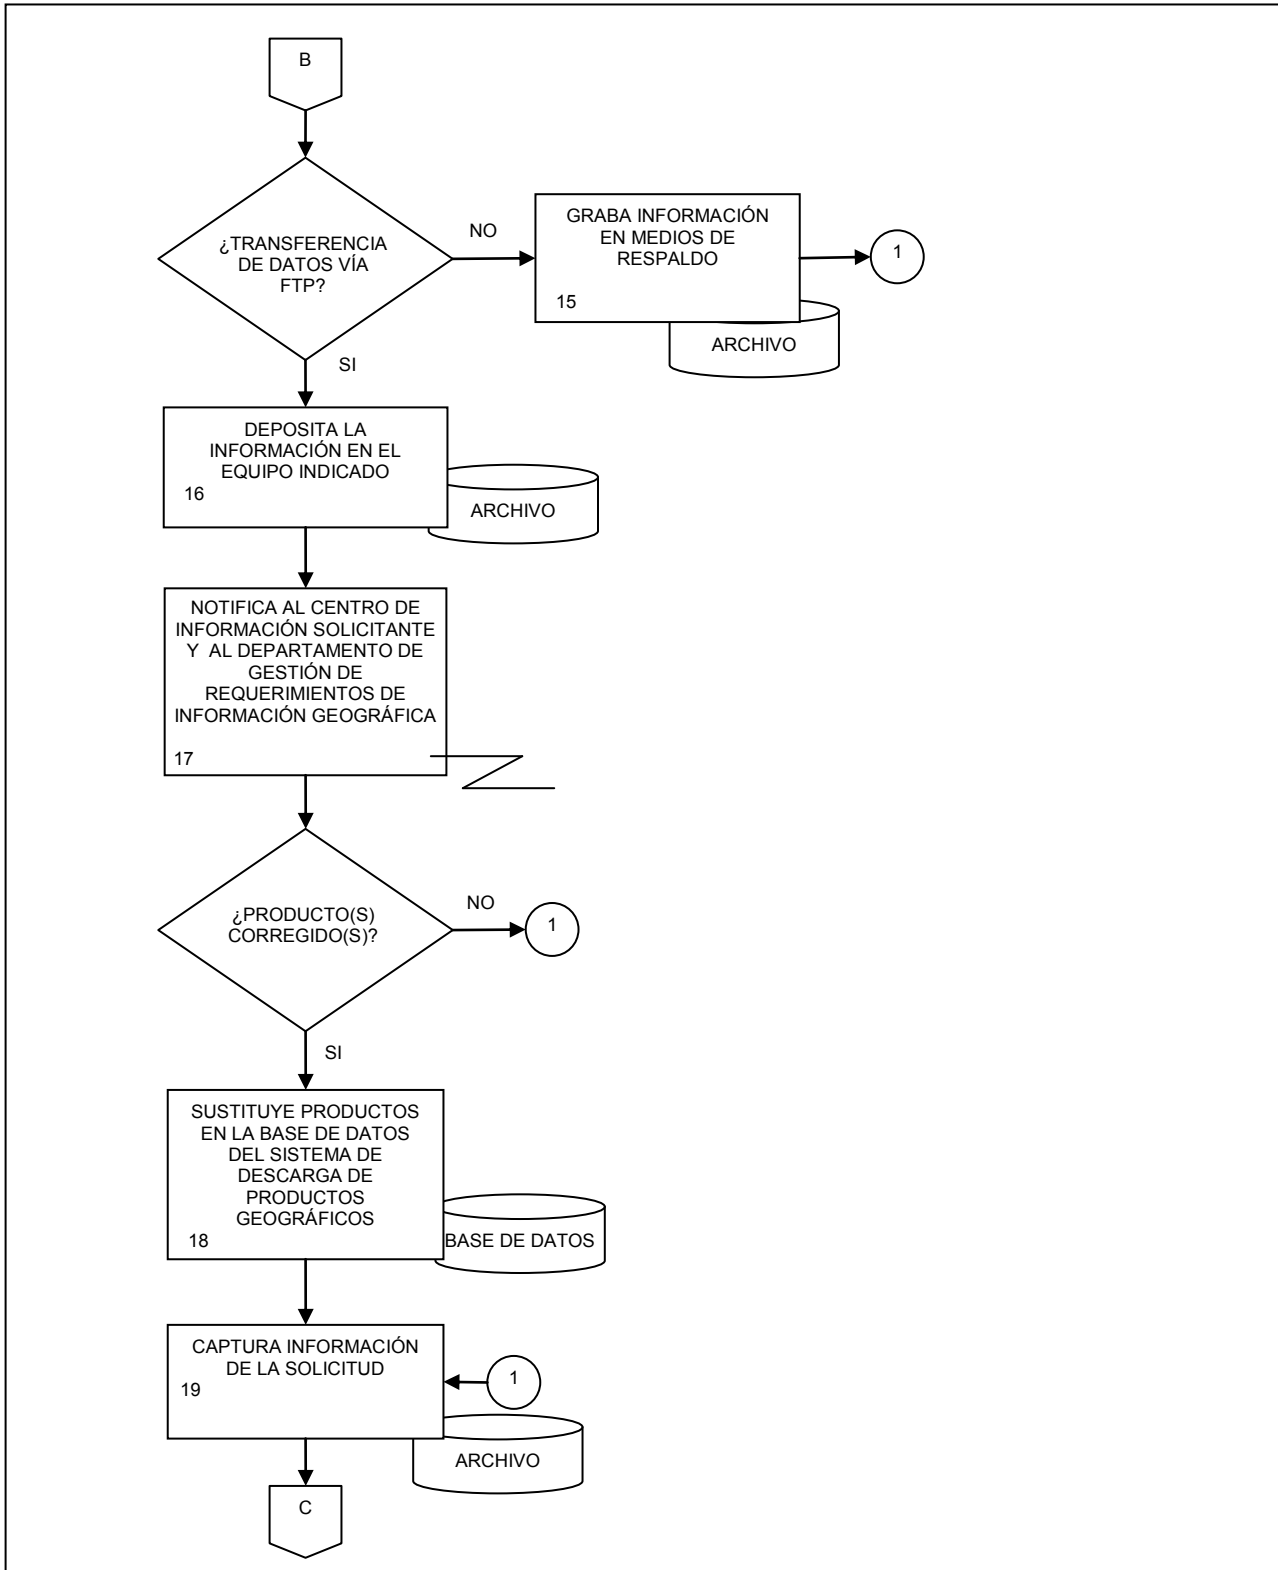 B
¿TRANSFERENCIA
DE DATOS VÍA
FTP?
NO
GRABA INFORMACIÓN
EN MEDIOS DE
RESPALDO
15
1
ARCHIVO
SI
DEPOSITA LA
INFORMACIÓN EN EL
EQUIPO INDICADO
16
ARCHIVO
NOTIFICA AL CENTRO DE
INFORMACIÓN SOLICITANTE
Y AL DEPARTAMENTO DE
GESTIÓN DE
REQUERIMIENTOS DE
INFORMACIÓN GEOGRÁFICA
17
¿PRODUCTO(S)
CORREGIDO(S)?
NO
1
SI
SUSTITUYE PRODUCTOS
EN LA BASE DE DATOS
DEL SISTEMA DE
DESCARGA DE
PRODUCTOS
GEOGRÁFICOS
18
BASE DE DATOS
CAPTURA INFORMACIÓN
DE LA SOLICITUD
19
1
ARCHIVO
C